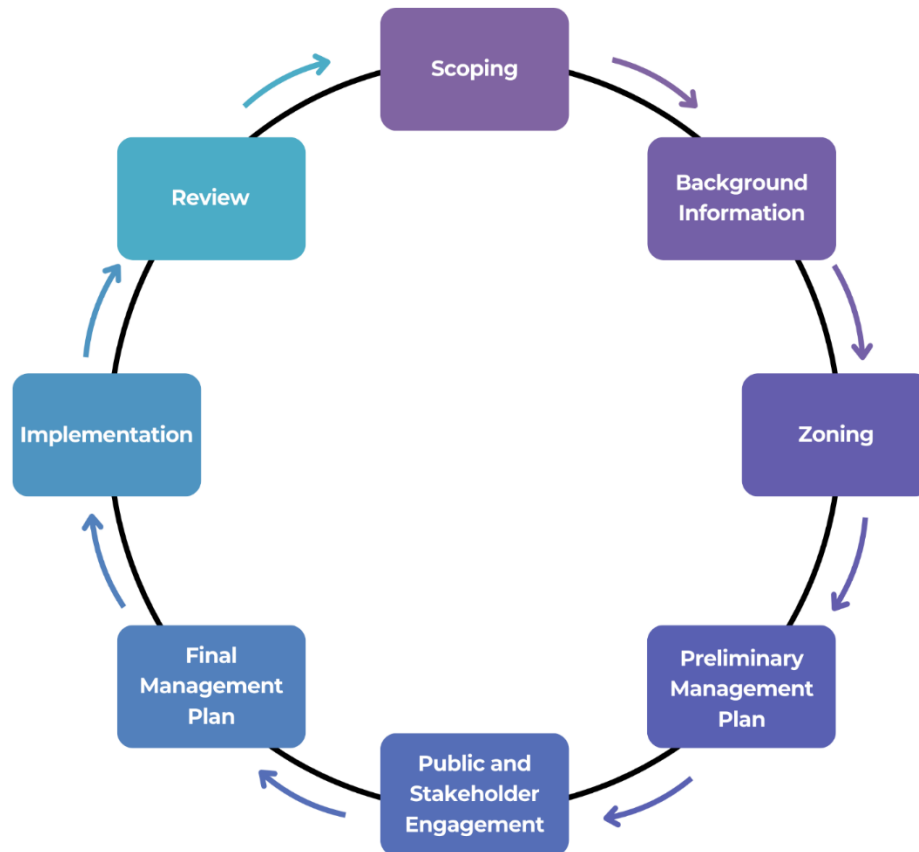 Scoping
Background
Information
Zoning
Preliminary
Management
Plan
Public and
Stakeholder
Engagement
Final
Management
Plan
Implementation
Review